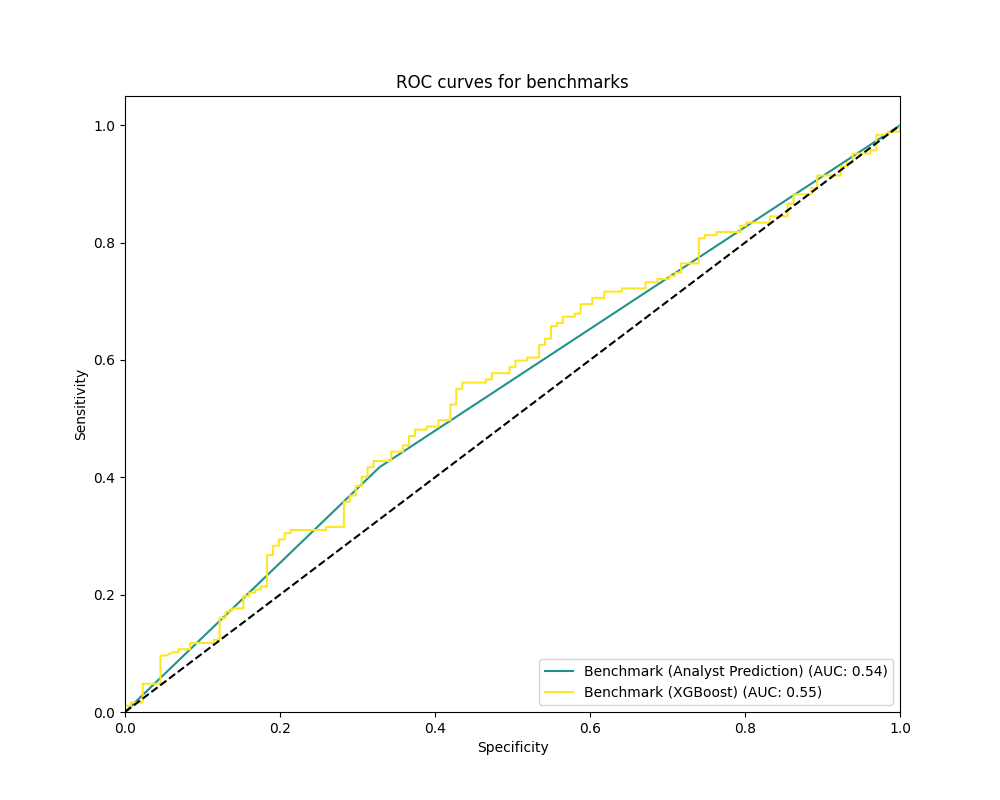 ROC curves for benchmarks
1.0
0.8
0.6
0.4
0.2
0.0
Sensitivity
0.0 0.2 0.4 0.6 0.8 1.0
Specificity
Benchmark (Analyst Prediction) (AUC: 0.54)
Benchmark (XGBoost) (AUC: 0.55)